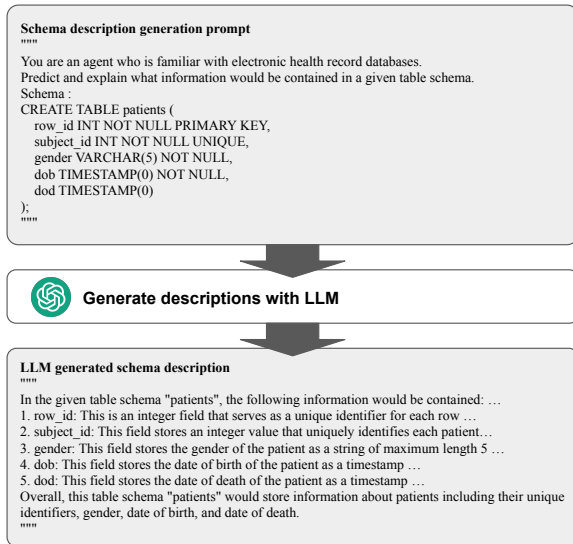 Schema description generation prompt
"""
You are an agent who is familiar with electronic health record databases.
Predict and explain what information would be contained in a given table schema.
Schema :
CREATE TABLE patients (
row_id INT NOT NULL PRIMARY KEY,
subject_id INT NOT NULL UNIQUE,
gender VARCHAR(5) NOT NULL,
dob TIMESTAMP(0) NOT NULL,
dod TIMESTAMP(0)
);
"""
Generate descriptions with LLM
LLM generated schema description
"""
In the given table schema "patients", the following information would be contained: …
1. row_id: This is an integer field that serves as a unique identifier for each row …
2. subject_id: This field stores an integer value that uniquely identifies each patient…
3. gender: This field stores the gender of the patient as a string of maximum length 5 …
4. dob: This field stores the date of birth of the patient as a timestamp …
5. dod: This field stores the date of death of the patient as a timestamp …
Overall, this table schema "patients" would store information about patients including their unique
identifiers, gender, date of birth, and date of death.
"""